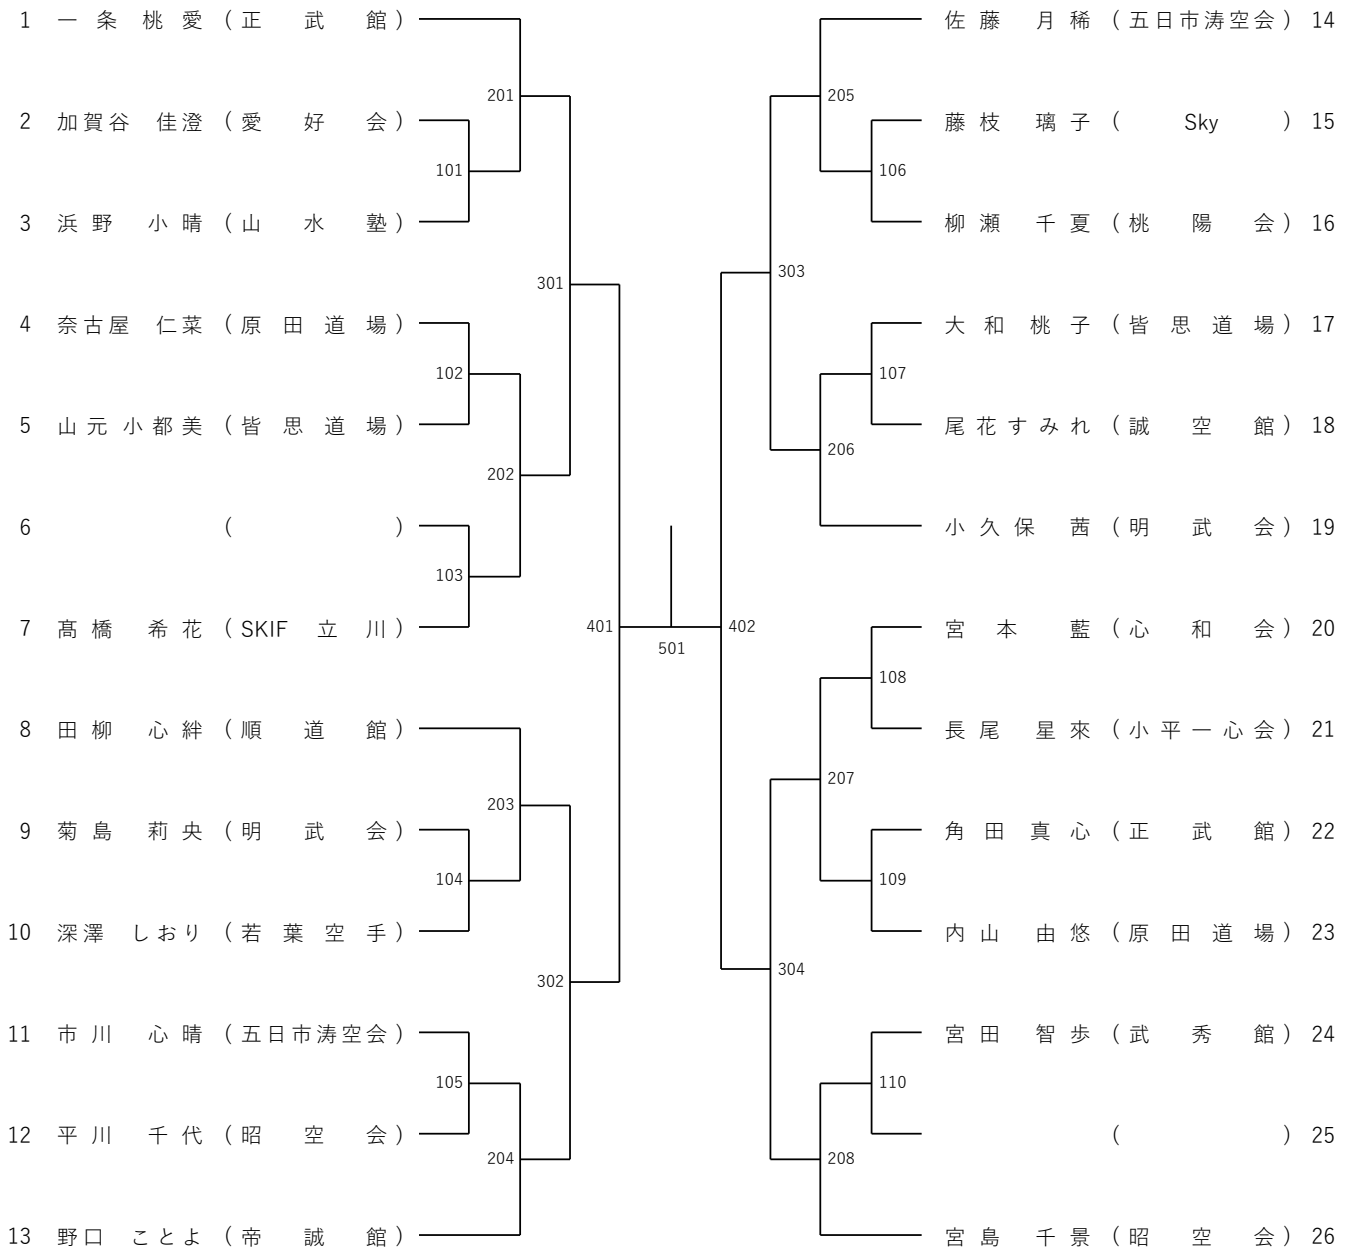 1 一条桃愛 (正武館)
201
2 加賀谷 佳澄 (愛好会)
101
3 浜野 小晴 (山水塾)
301
4 奈古屋 仁菜 (原田道場)
102
5 山元 小都美 (皆思道場)
202
6 ( )
103
7 髙橋 希花 (SKIF 立川)
401
8 田柳 心絆 (順道館)
203
9 菊島 莉央 (明武会)
104
10 深澤 しおり (若葉空手)
302
11 市川 心晴 (五日市涛空会)
105
12 平川 千代 (昭空会)
204
13 野口 ことよ (帝誠館)
501
佐藤 月稀 (五日市涛空会) 14
205
藤枝 璃子 (Sky) 15
106
柳瀬 千夏 (桃陽会) 16
303
大和 桃子 (皆思道場) 17
107
尾花すみれ (誠空館) 18
206
小久保 茜 (明武会) 19
402
宮本 藍 (心和会) 20
108
長尾 星來 (小平一心会) 21
207
角田真心 (正武館) 22
109
内山 由悠 (原田道場) 23
304
宮田 智歩 (武秀館) 24
110
( ) 25
208
宮島 千景 (昭空会) 26